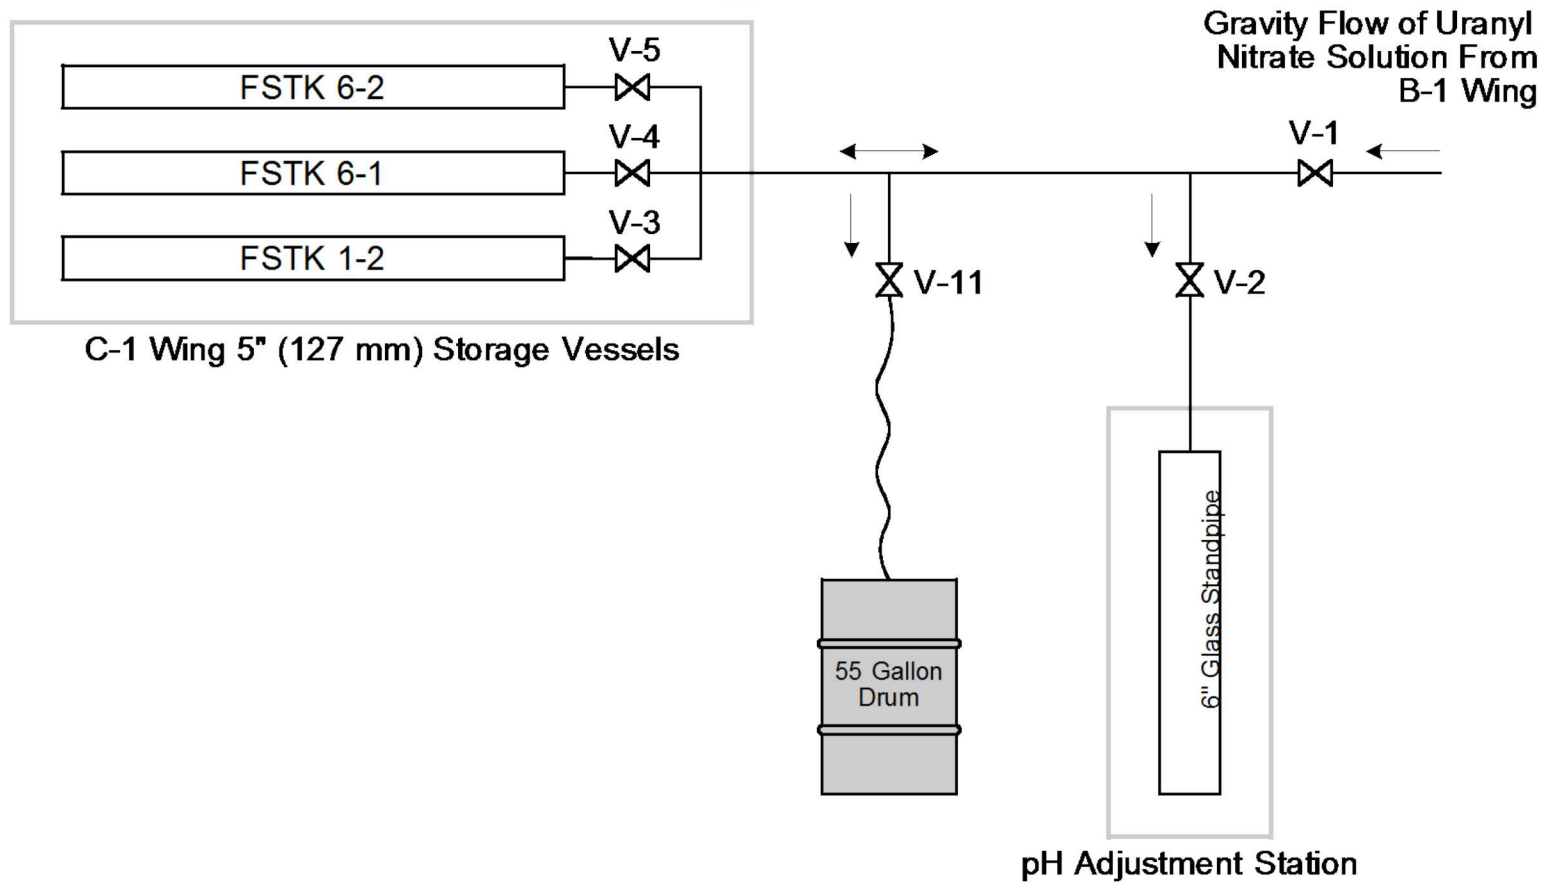 Gravity Flow of Uranyl
Nitrate Solution From
B-1 Wing
V-1
V-5
FSTK 6-2
V-4
FSTK 6-1
V-3
FSTK 1-2
V-11
V-2
C-1 Wing 5" (127 mm) Storage Vessels
55 Gallon
Drum
6" Glass Standpipe
pH Adjustment Station